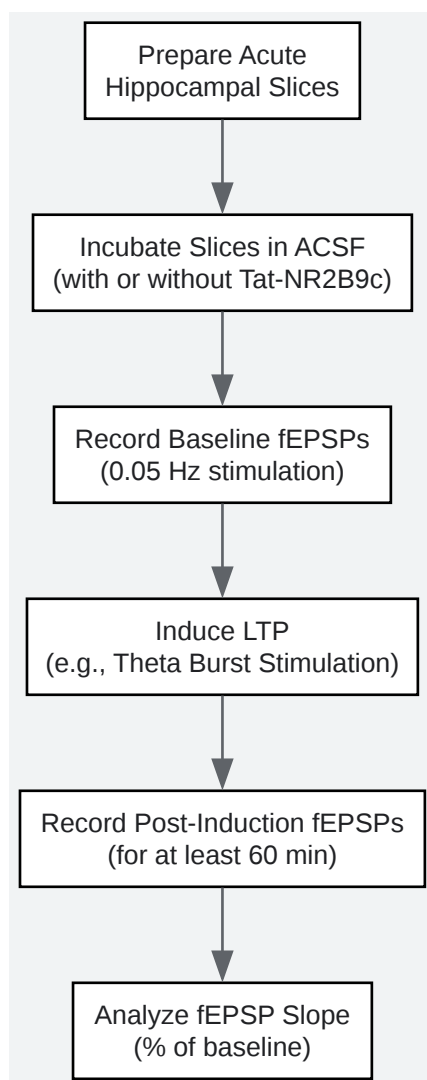 Prepare Acute
Hippocampal Slices
Incubate Slices in ACSF
(with or without Tat-NR2B9c)
Record Baseline fEPSPs
(0.05 Hz stimulation)
Induce LTP
(e.g., Theta Burst Stimulation)
Record Post-Induction fEPSPs
(for at least 60 min)
Analyze fEPSP Slope
(% of baseline)